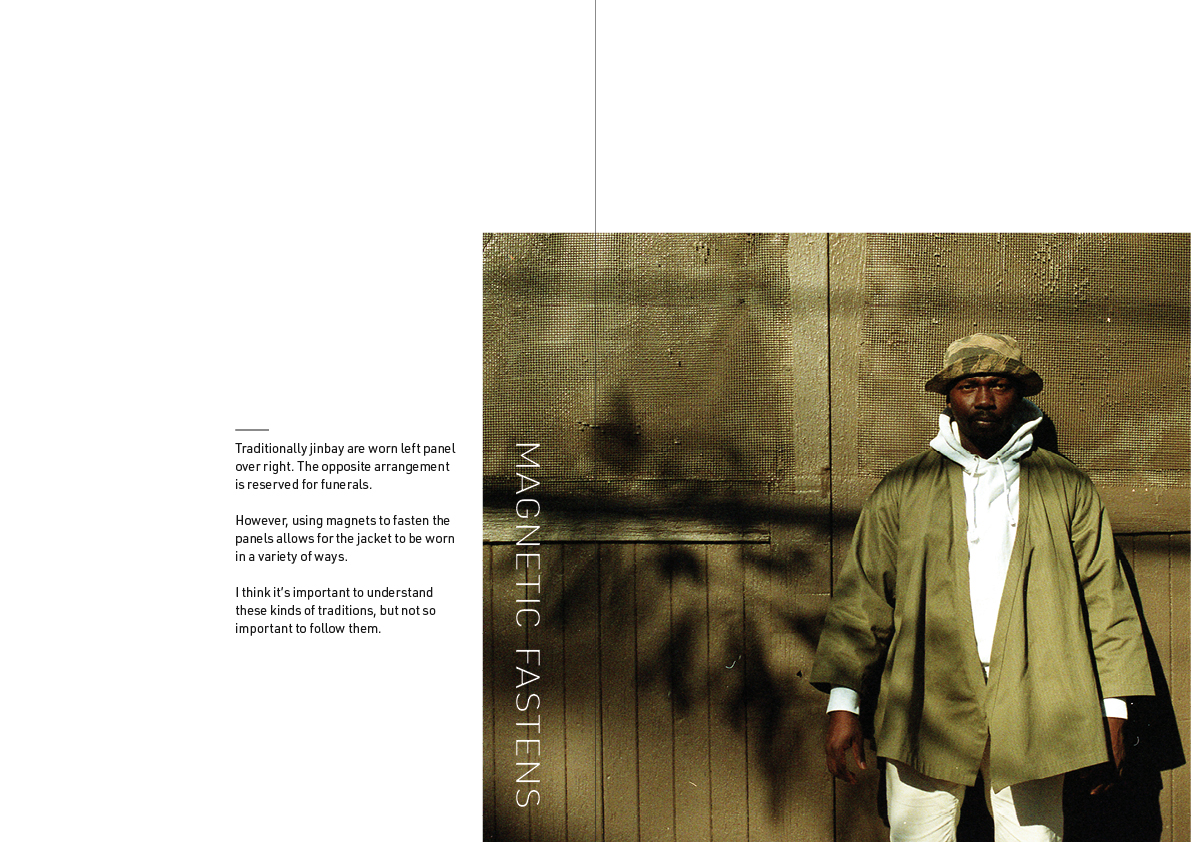 Traditionally jinbay are worn left panel
over right. The opposite arrangement
is reserved for funerals.
However, using magnets to fasten the
panels allows for the jacket to be worn
in a variety of ways.
I think it's important to understand
these kinds of traditions, but not so
important to follow them.
MAGNETIC FASTENS